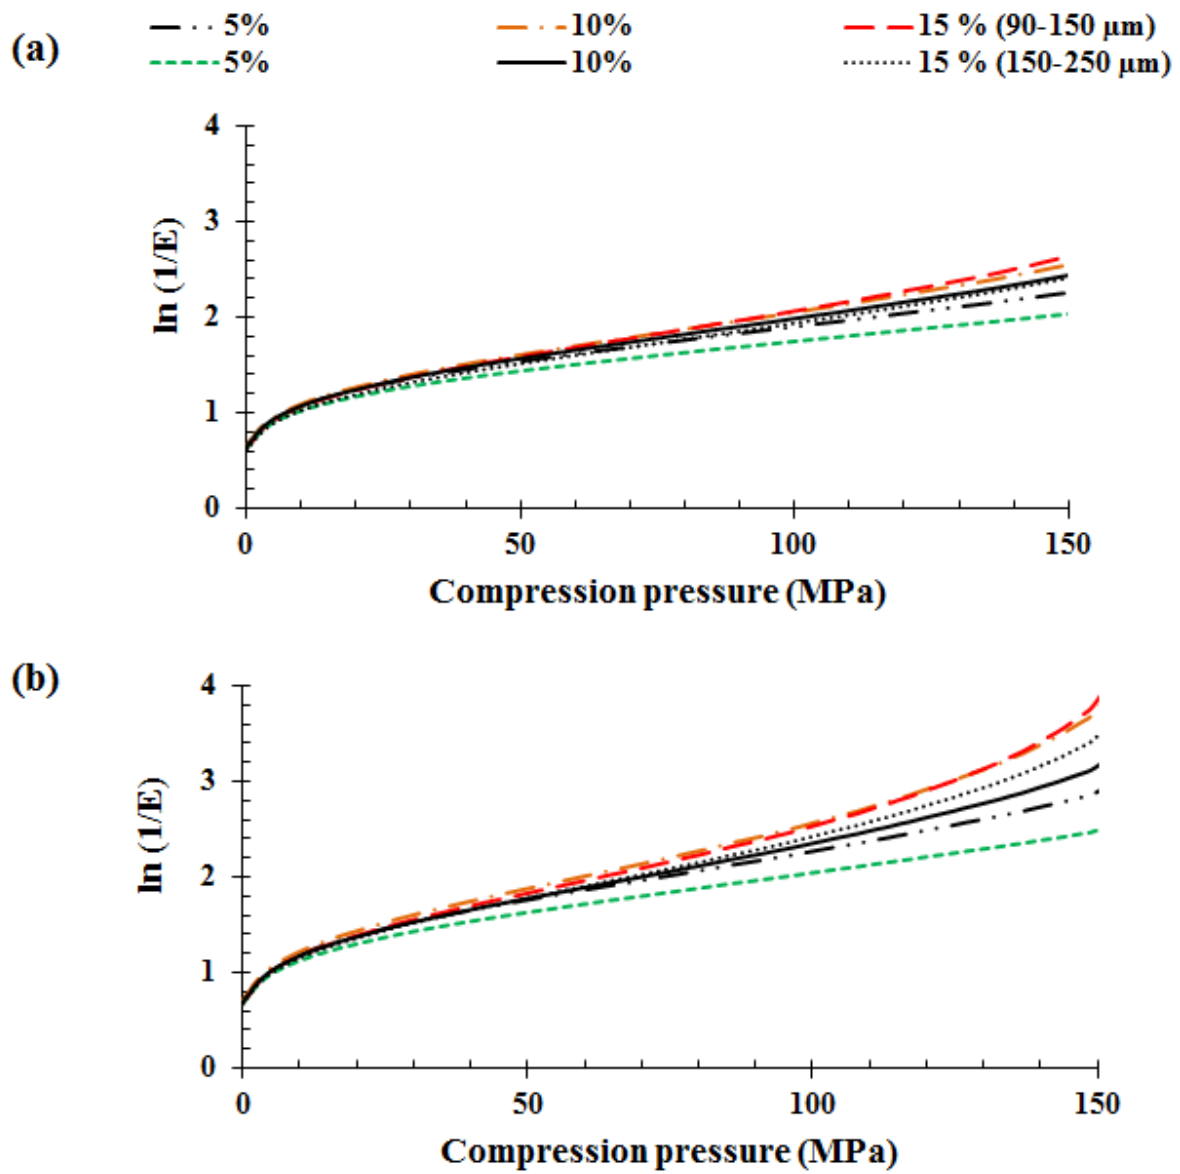 (a)
5% 10% 15 % (90-150 µm)
5% 10% 15 % (150-250 µm)
4
3
2
1
0
ln (1/E)
0 50 100 150
Compression pressure (MPa)
(b)
4
3
2
1
0
ln (1/E)
0 50 100 150
Compression pressure (MPa)